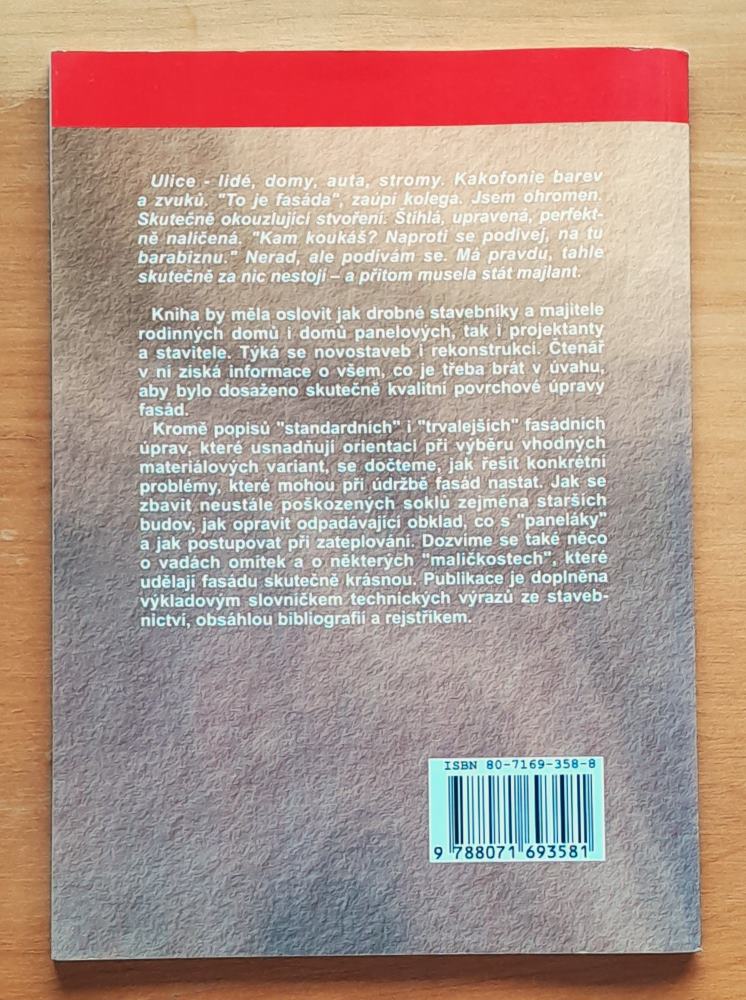 Ulice - lidé, domy, auta, stromy. Kakofonie barev
a zvuků. "To je fasáda", zaúpí kolega. Jsem ohromen.
Skutečně okouzlující stvoření. Štíhlá, upravená, perfekt-
ně nalíčená. "Kam koukáš? Naproti se podívej, na tu
barabiznu." Nerad, ale podívám se. Má pravdu, tahle
skutečně za nic nestojí – a přitom musela stát majlant.
Kniha by měla oslovit jak drobné stavebníky a majitele
rodinných domů i domů panelových, tak i projektanty
a stavitele. Týká se novostaveb i rekonstrukcí. Čtenář
v ní získá informace o všem, co je třeba brát v úvahu,
aby bylo dosaženo skutečně kvalitní povrchové úpravy
fasád.
Kromě popisů "standardních" i "trvalejších" fasádních
úprav, které usnadňují orientaci při výběru vhodných
materiálových variant, se dočteme, jak řešit konkrétní
problémy, které mohou při údržbě fasád nastat. Jak se
zbavit neustále poškozených soklů zejména starších
budov, jak opravit odpadávající obklad, co s "paneláky"
a jak postupovat při zateplování. Dozvíme se také něco
o vadách omítek a o některých "maličkostech", které
udělají fasádu skutečně krásnou. Publikace je doplněna
výkladovým slovníčkem technických výrazů ze staveb-
nictví, obsáhlou bibliografií a rejstříkem.
ISBN 80-7169-358-8
9 788071 693581